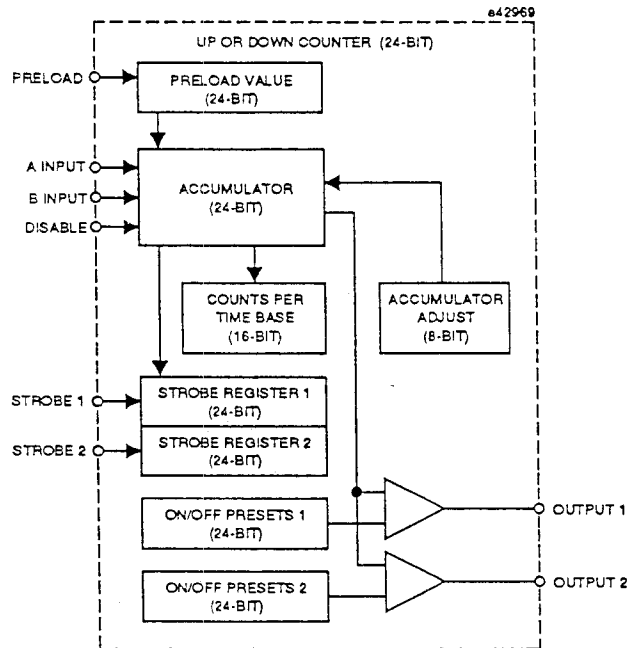 a42969
UP OR DOWN COUNTER (24-BIT)
PRELOAD
PRELOAD VALUE
(24-BIT)
A INPUT
B INPUT
DISABLE
ACCUMULATOR
(24-BIT)
COUNTS PER
TIME BASE
(16-BIT)
ACCUMULATOR
ADJUST
(8-BIT)
STROBE 1
STROBE REGISTER 1
(24-BIT)
STROBE 2
STROBE REGISTER 2
(24-BIT)
ON/OFF PRESETS 1
(24-BIT)
OUTPUT 1
ON/OFF PRESETS 2
(24-BIT)
OUTPUT 2